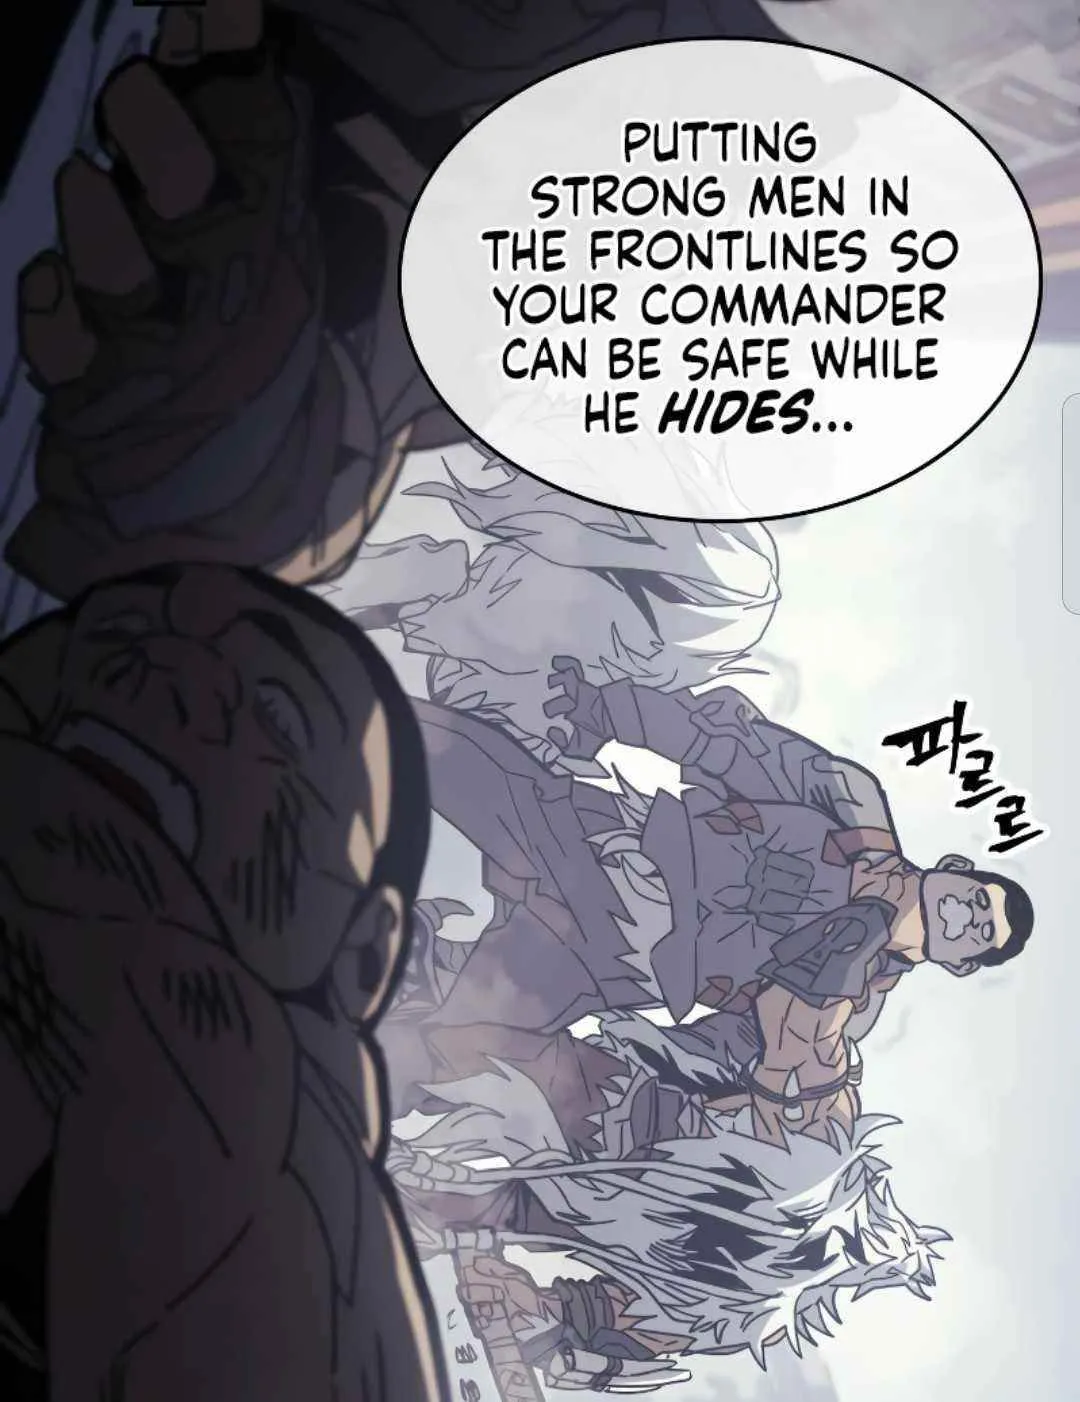 PUTTING
STRONG MEN IN
THE FRONTLINES SO
YOUR COMMANDER
CAN BE SAFE WHILE
HE HIDES...
파르르